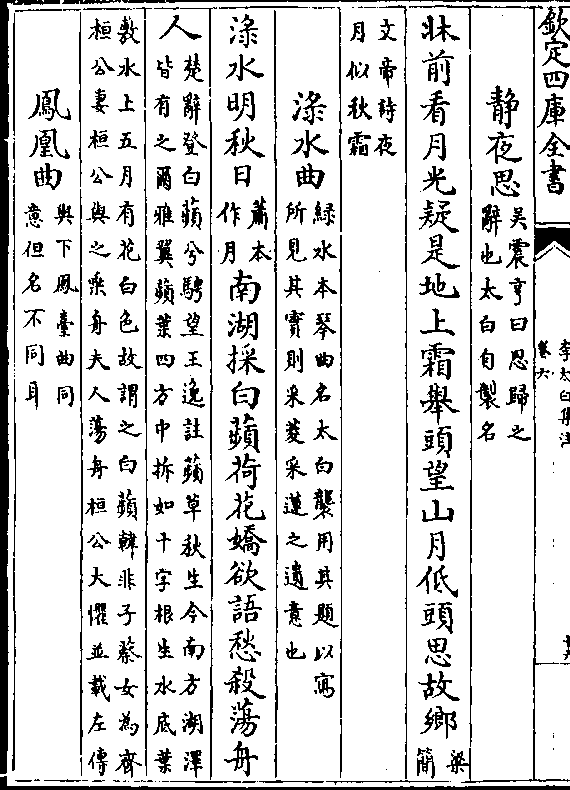 欽定四庫全書
李太白集注
卷六
靜夜思
吳震亨曰思歸之
辭也太白自製名
牀前看月光疑是地上霜舉頭望山月低頭思故鄉
梁
簡
文帝詩夜
月似秋霜
淥水曲
綠水本琴曲名太白襲用其題以寫
所見其實則采菱采蓮之遺意也
淥水明秋日
蕭本
作月
南湖採白蘋荷花嬌欲語愁殺蕩舟
人
楚辭登白蘋兮騁望王逸註蘋草秋生今南方湖澤
皆有之爾雅翼蘋葉四方中拆如十字根生水底葉
敷水上五月有花白色故謂之白蘋韓非子蔡女為齊
桓公妻桓公與之乘舟夫人蕩舟桓公大懼並載左傳
鳳凰曲
與下鳳臺曲同
意但名不同耳